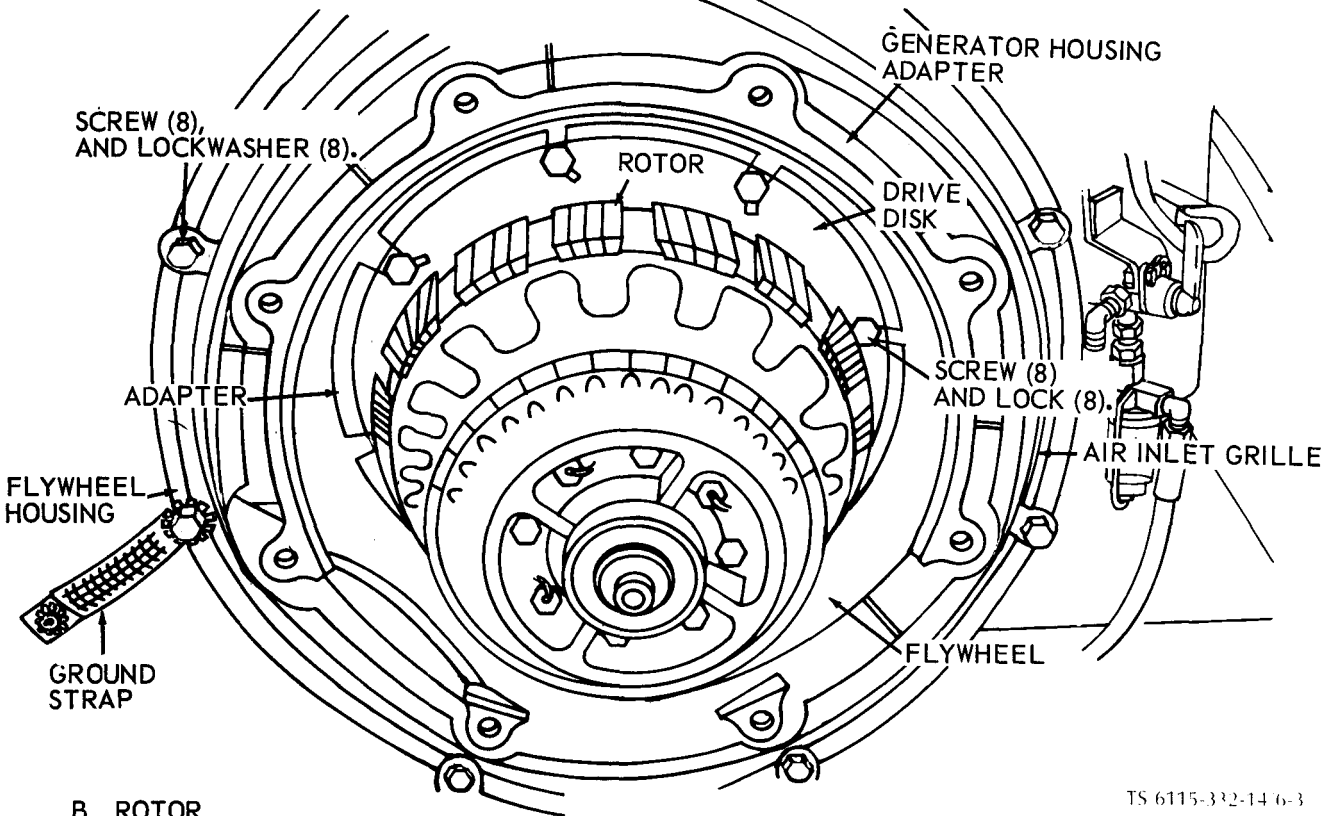 GENERATOR HOUSING
ADAPTER
SCREW (8),
AND LOCKWASHER (8).
ROTOR
DRIVE
DISK
SCREW (8)
AND LOCK (8).
ADAPTER
AIR INLET GRILLE
FLYWHEEL
HOUSING
GROUND
STRAP
FLYWHEEL
B. ROTOR
TS 6115-332-14/6-3